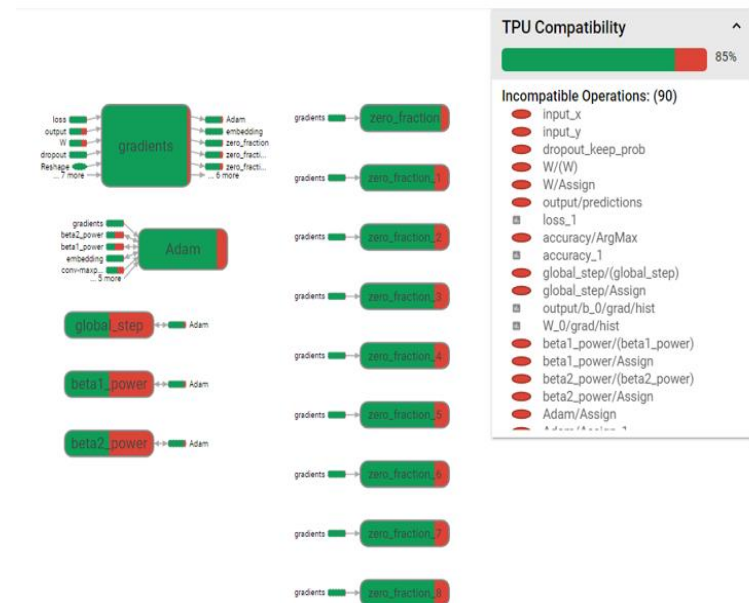 loss
output
W
dropout
Reshape
... 7 more
gradients
Adam
embedding
zero_fraction
zero_fracti...
zero_fracti...
... 6 more
gradients
beta2_power
beta1_power
embedding
conv-maxp...
... 5 more
Adam
global_step
Adam
beta1_power
Adam
beta2_power
Adam
gradients
zero_fraction
gradients
zero_fraction_1
gradients
zero_fraction_2
gradients
zero_fraction_3
gradients
zero_fraction_4
gradients
zero_fraction_5
gradients
zero_fraction_6
gradients
zero_fraction_7
gradients
zero_fraction_8
TPU Compatibility
85%
Incompatible Operations: (90)
input_x
input_y
dropout_keep_prob
W/(W)
W/Assign
output/predictions
loss_1
accuracy/ArgMax
accuracy_1
global_step/(global_step)
global_step/Assign
output/b_0/grad/hist
W_0/grad/hist
beta1_power/(beta1_power)
beta1_power/Assign
beta2_power/(beta2_power)
beta2_power/Assign
Adam/Assign